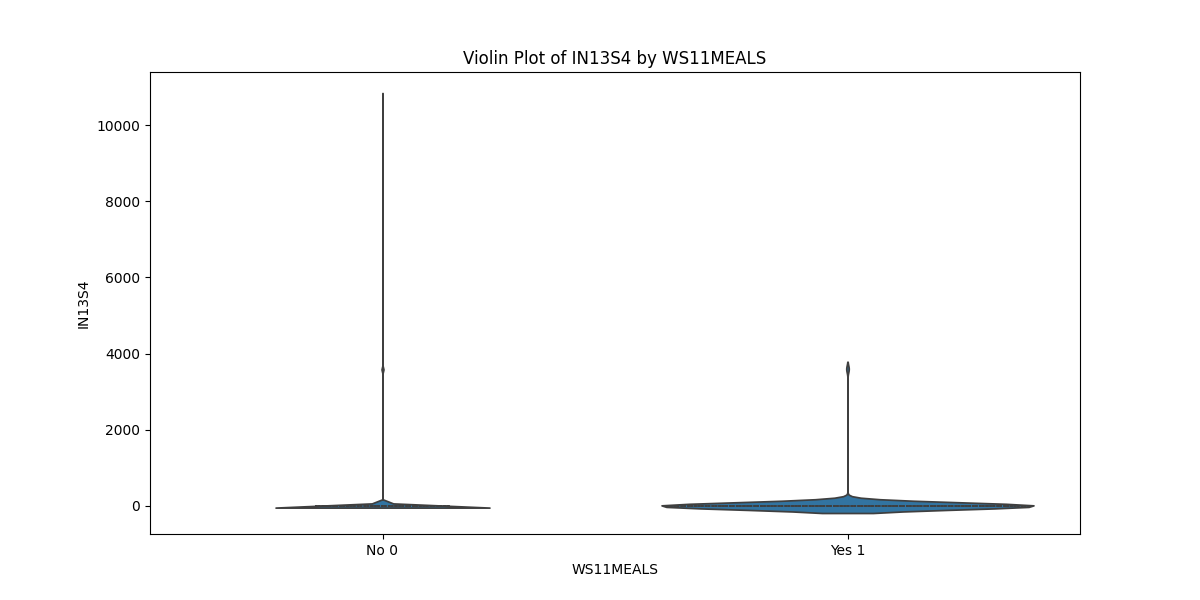 Violin Plot of IN13S4 by WS11MEALS
10000
8000
6000
4000
2000
0
IN13S4
No 0
Yes 1
WS11MEALS